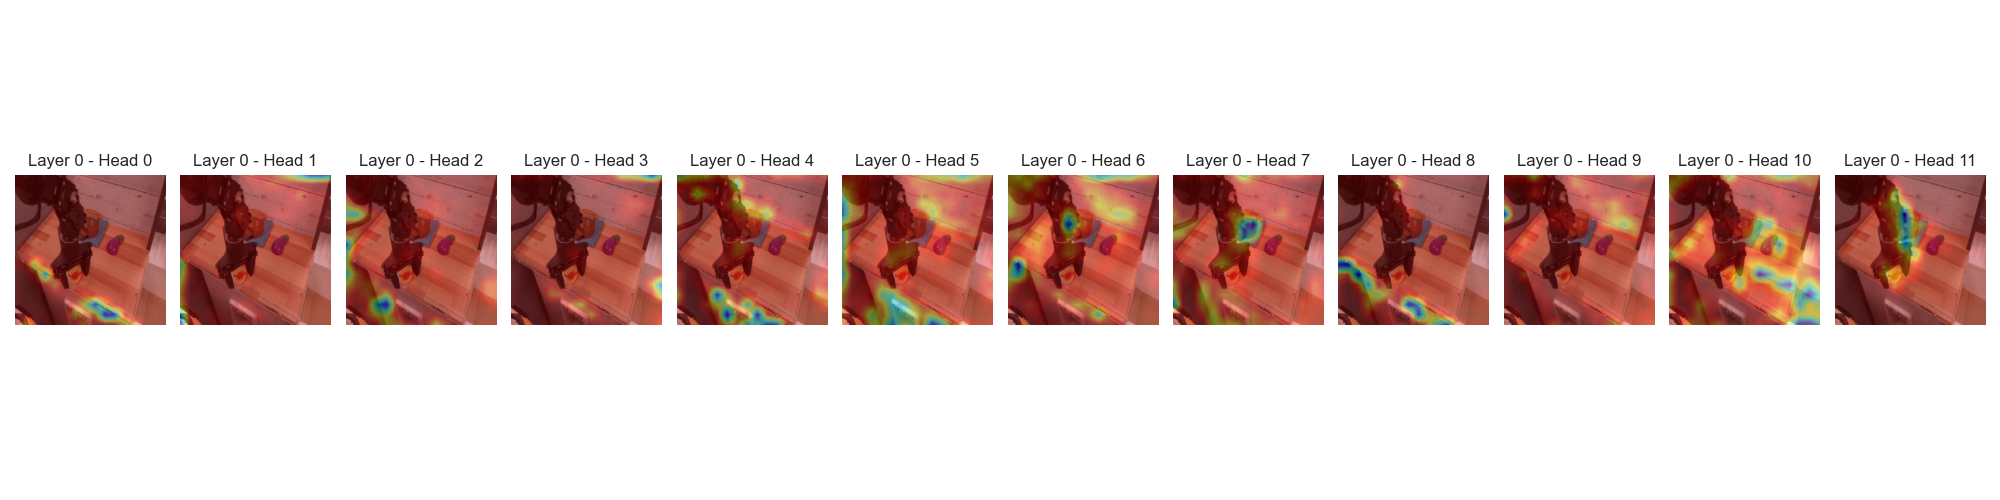 Layer 0 - Head 0
Layer 0 - Head 1
Layer 0 - Head 2
Layer 0 - Head 3
Layer 0 - Head 4
Layer 0 - Head 5
Layer 0 - Head 6
Layer 0 - Head 7
Layer 0 - Head 8
Layer 0 - Head 9
Layer 0 - Head 10
Layer 0 - Head 11